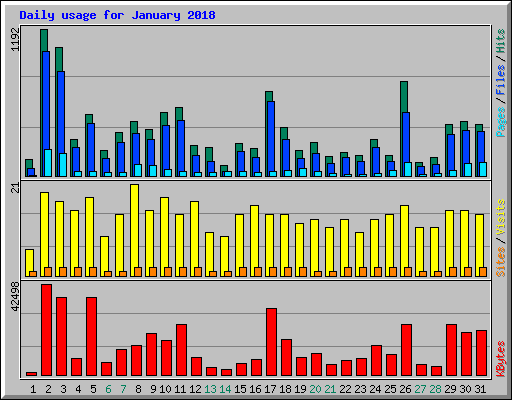 Daily usage for January 2018
1192
Pages / Files / Hits
21
Sites / Visits
42498
KBytes
1 2 3 4 5 6 7 8 9 10 11 12 13 14 15 16 17 18 19 20 21 22 23 24 25 26 27 28 29 30 31